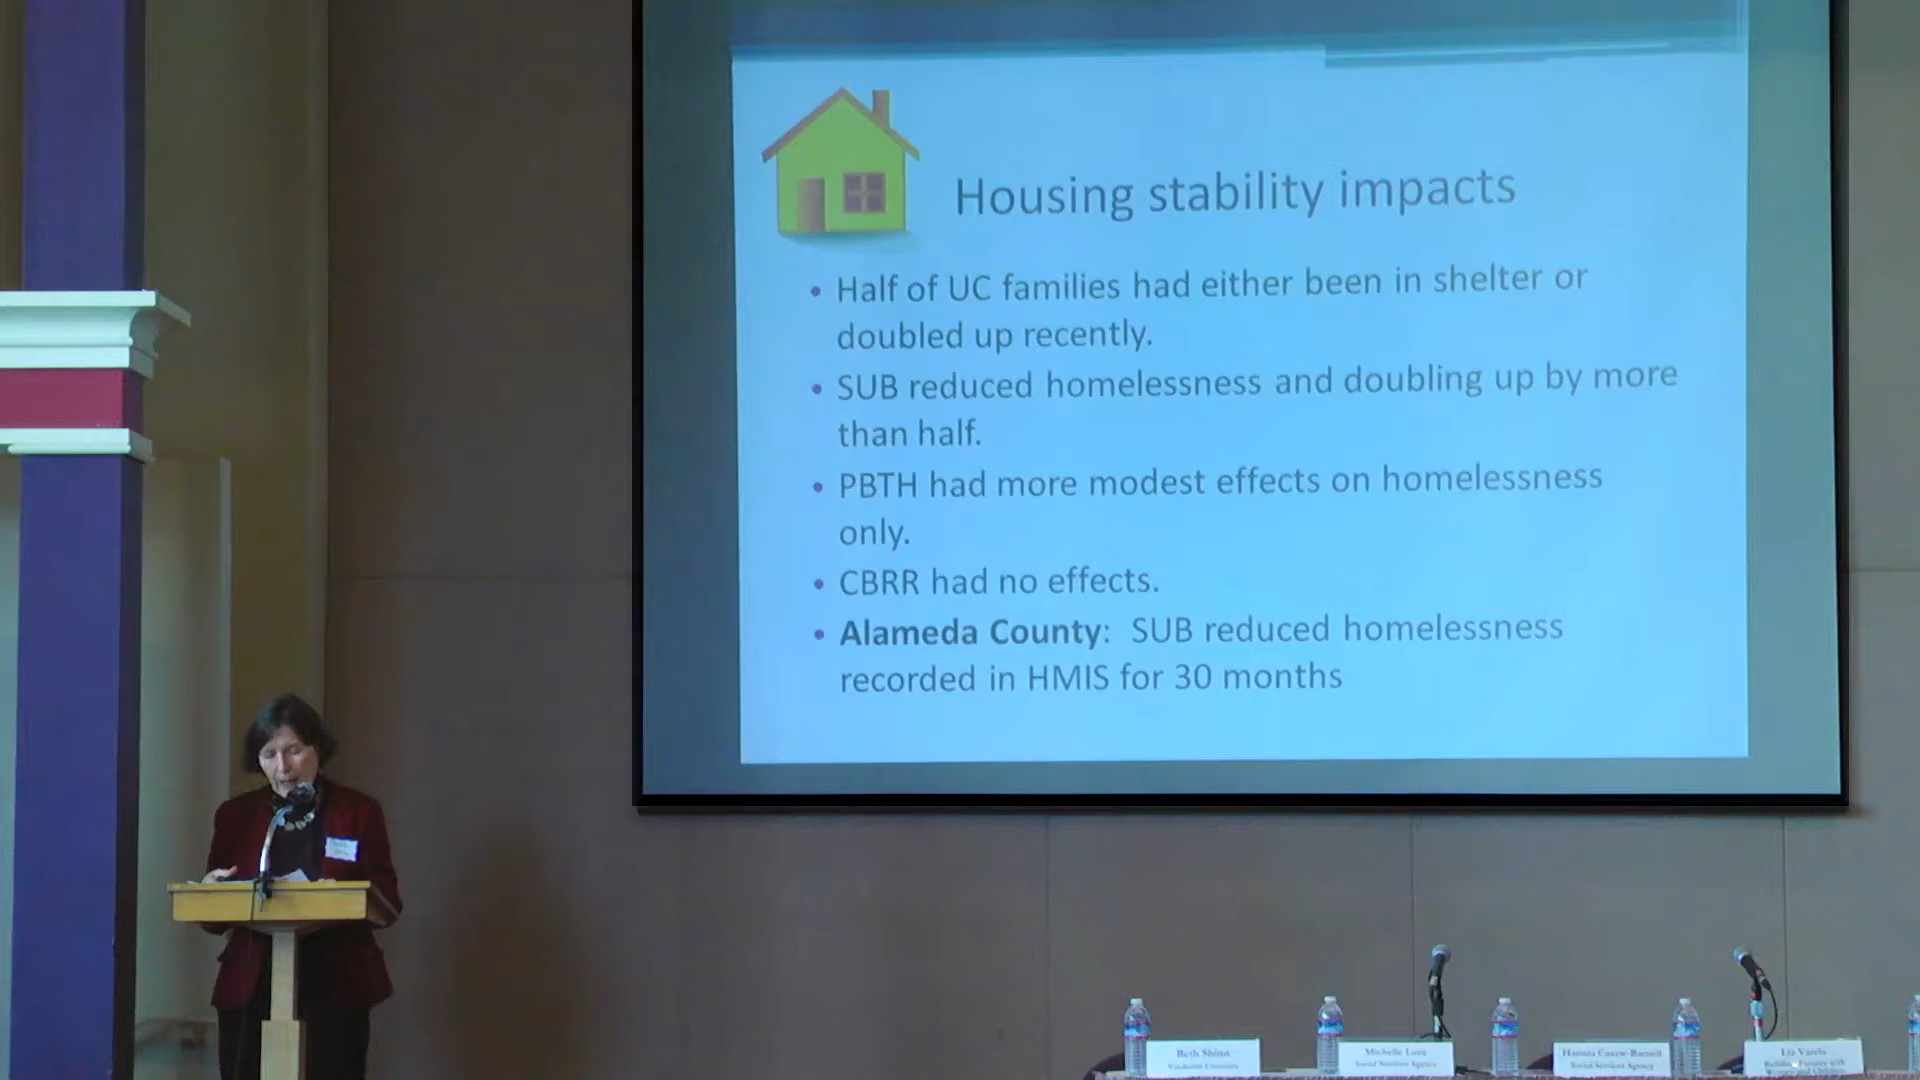 Housing stability impacts
• Half of UC families had either been in shelter or
doubled up recently.
• SUB reduced homelessness and doubling up by more
than half.
• PBTH had more modest effects on homelessness
only.
• CBRR had no effects.
• Alameda County: SUB reduced homelessness
recorded in HMIS for 30 months
Beth Shinn
Vanderbilt University
Michelle Love
Social Services Agency
Social Services Agency
Liz Varela